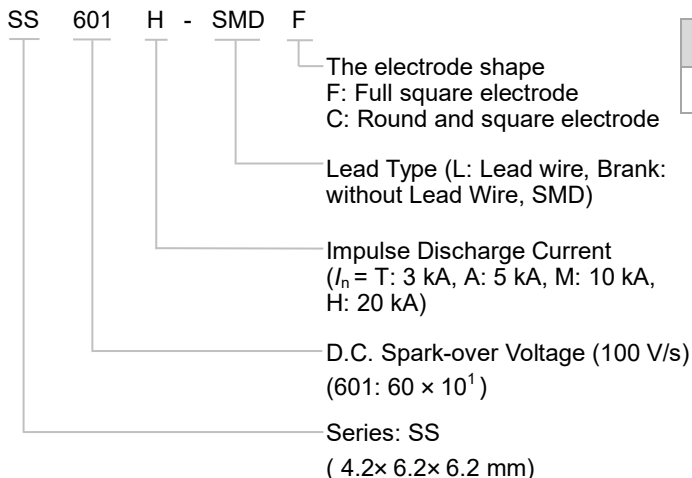 SS 601 H - SMD F
The electrode shape
F: Full square electrode
C: Round and square electrode
Lead Type (L: Lead wire, Brank:
without Lead Wire, SMD)
Impulse Discharge Current
(In = T: 3 kA, A: 5 kA, M: 10 kA,
H: 20 kA)
D.C. Spark-over Voltage (100 V/s)
(601: 60 × 10¹ )
Series: SS
( 4.2× 6.2× 6.2 mm)